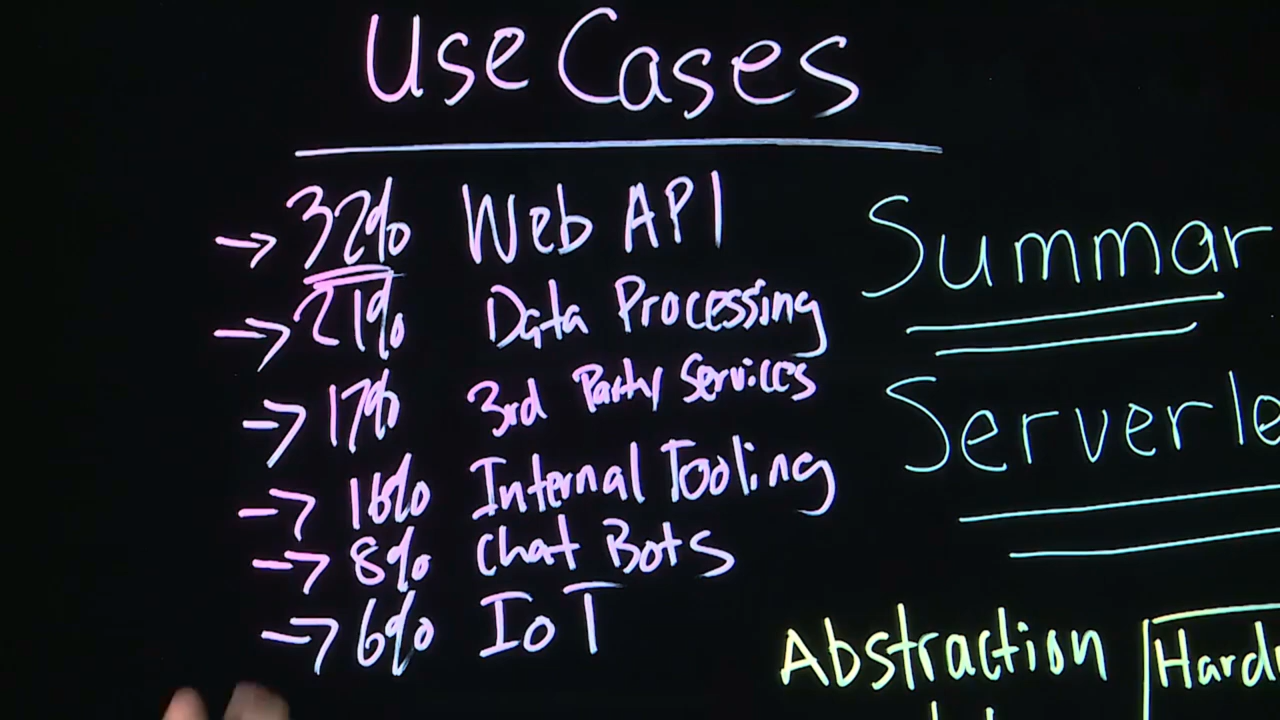 Use Cases
→ 32% Web API
→ 21% Data Processing
→ 17% 3rd Party Services
→ 16% Internal Tooling
→ 8% Chat Bots
→ 6% IoT
Summar
Serverle
Abstraction | Hard